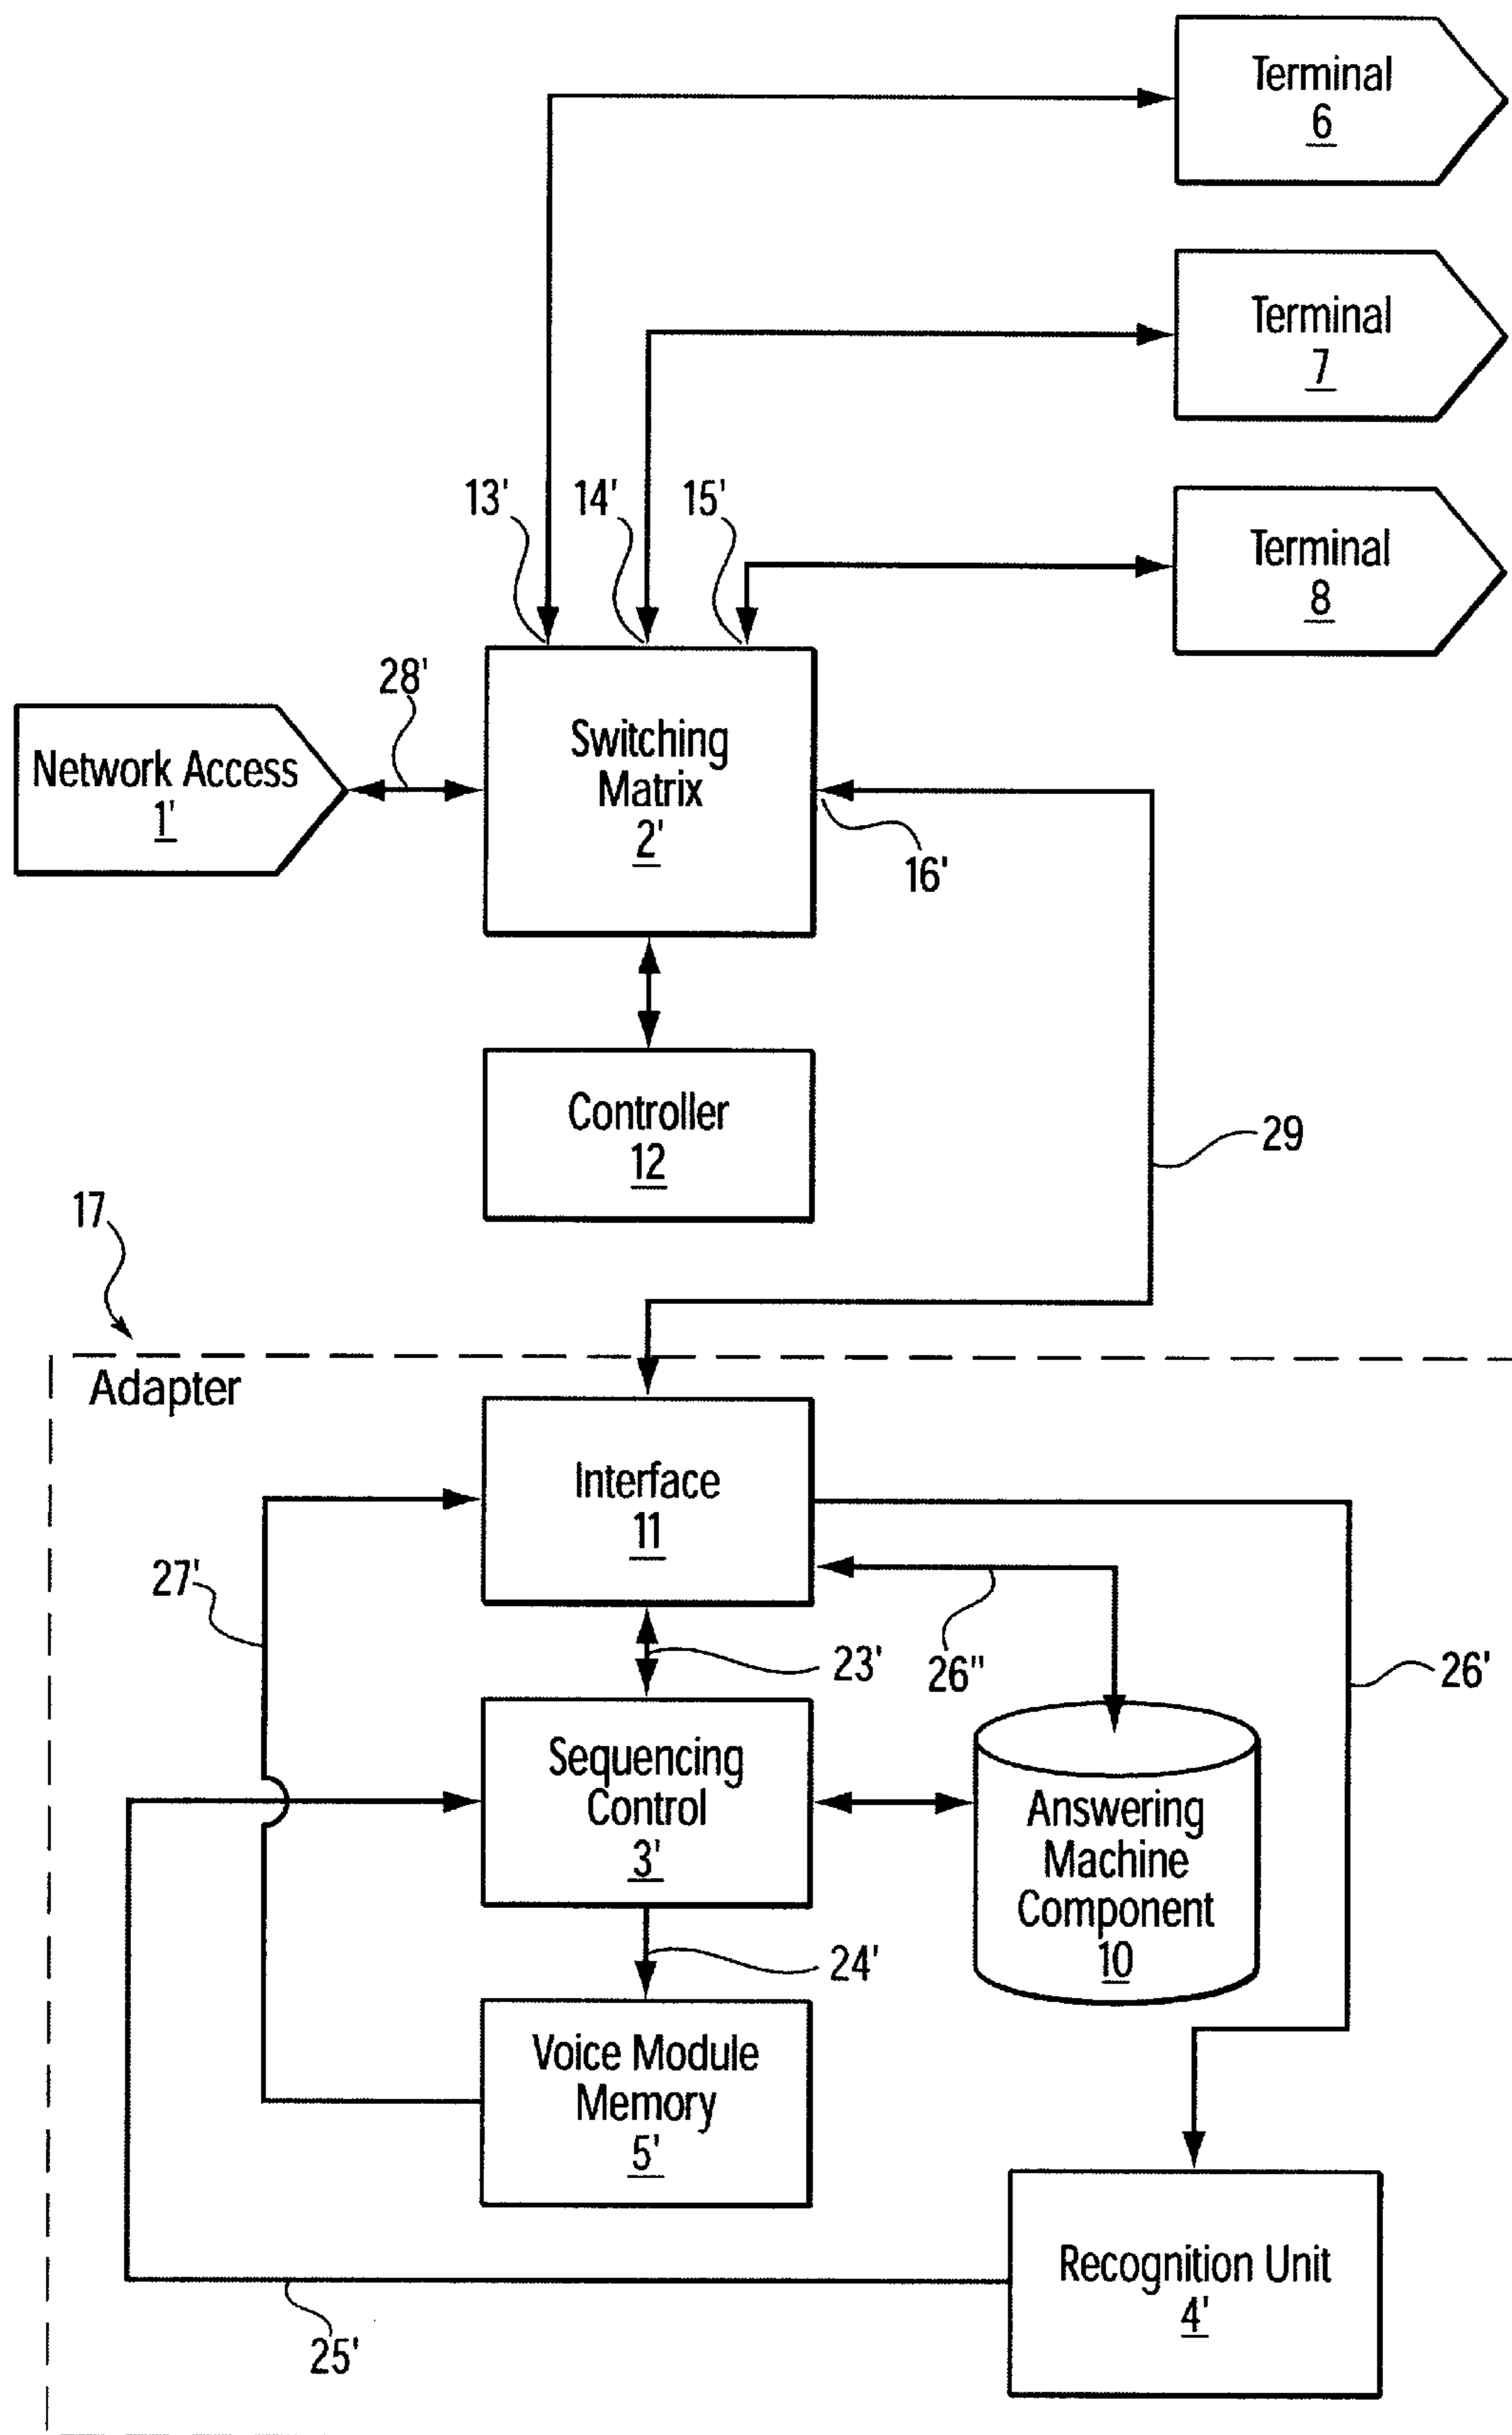 Terminal
6
Terminal
7
13'
14'
15'
Terminal
8
28'
Network Access
1'
Switching
Matrix
2'
16'
Controller
12
29
17
Adapter
Interface
11
27'
23'
26"
26'
Sequencing
Control
3'
Answering
Machine
Component
10
24'
Voice Module
Memory
5'
Recognition Unit
4'
25'